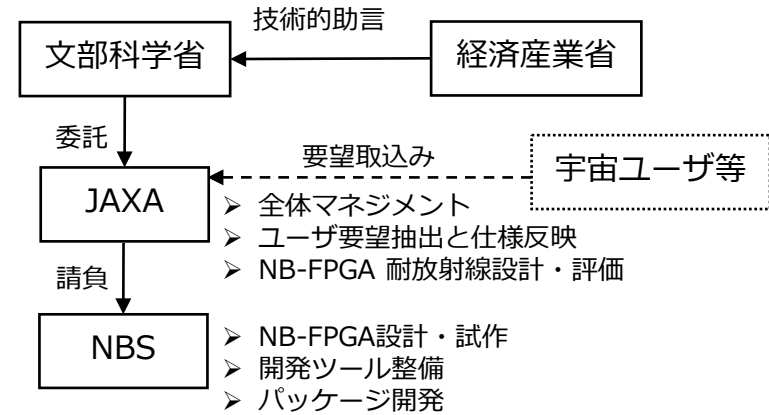 技術的助言
文部科学省
経済産業省
委託
要望取込み
宇宙ユーザ等
JAXA
➢ 全体マネジメント
➢ ユーザ要望抽出と仕様反映
➢ NB-FPGA 耐放射線設計・評価
請負
NBS
➢ NB-FPGA設計・試作
➢ 開発ツール整備
➢ パッケージ開発